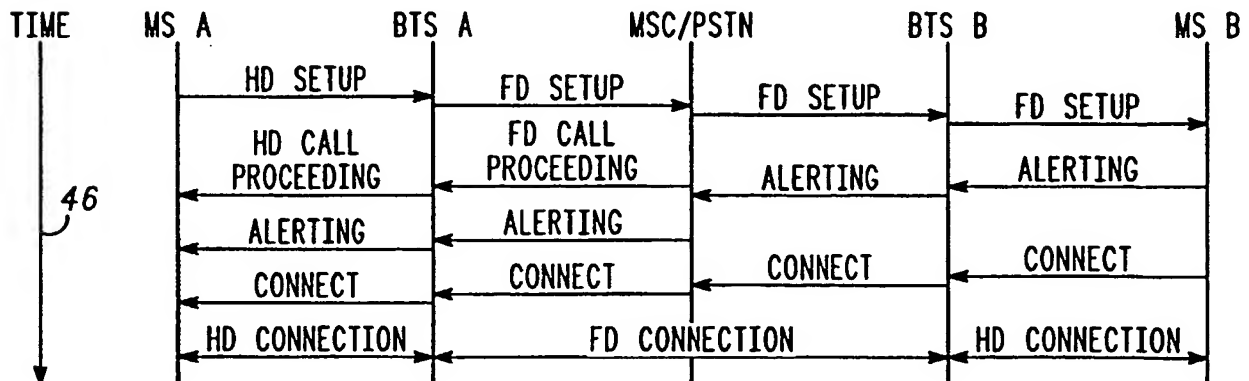 TIME MS A BTS A MSC/PSTN BTS B MS B
HD SETUP
FD SETUP
FD SETUP
FD SETUP
HD CALL
PROCEEDING
FD CALL
PROCEEDING
ALERTING
ALERTING
46
ALERTING
ALERTING
CONNECT
CONNECT
CONNECT
CONNECT
HD CONNECTION FD CONNECTION HD CONNECTION